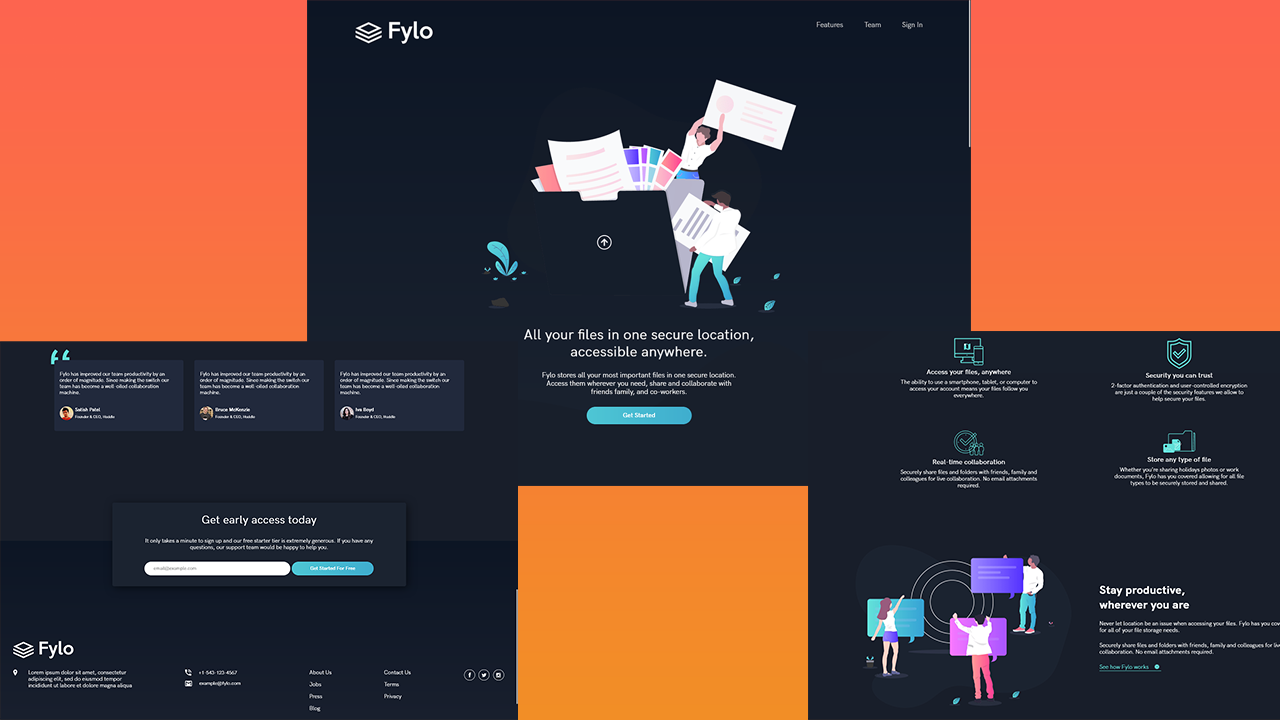 Fylo
Features
Team
Sign In
All your files in one secure location,
accessible anywhere.
Fylo stores all your most important files in one secure location.
Access them wherever you need, share and collaborate with
friends family, and co-workers.
Get Started
“
Fylo has improved our team productivity by an
order of magnitude. Since making the switch our
team has become a well-oiled collaboration
machine.
Satish Patel
Founder & CEO, Huddle
Fylo has improved our team productivity by an
order of magnitude. Since making the switch our
team has become a well-oiled collaboration
machine.
Bruce McKenzie
Founder & CEO, Huddle
Fylo has improved our team productivity by an
order of magnitude. Since making the switch our
team has become a well-oiled collaboration
machine.
Iva Boyd
Founder & CEO, Huddle
Access your files, anywhere
The ability to use a smartphone, tablet, or computer to
access your account means your files follow you
everywhere.
Security you can trust
2-factor authentication and user-controlled encryption
are just a couple of the security features we allow to
help secure your files.
Real-time collaboration
Securely share files and folders with friends, family and
colleagues for live collaboration. No email attachments
required.
Store any type of file
Whether you're sharing holidays photos or work
documents, Fylo has you covered allowing for all file
types to be securely stored and shared.
Get early access today
It only takes a minute to sign up and our free starter tier is extremely generous. If you have any
questions, our support team would be happy to help you.
email@example.com
Get Started For Free
Stay productive,
wherever you are
Never let location be an issue when accessing your files. Fylo has you cov
for all of your file storage needs.
Securely share files and folders with friends, family and colleagues for liv
collaboration. No email attachments required.
See how Fylo works
Fylo
Lorem ipsum dolor sit amet, consectetur
adipiscing elit, sed do eiusmod tempor
incididunt ut labore et dolore magna aliqua
+1-543-123-4567
example@fylo.com
About Us
Jobs
Press
Blog
Contact Us
Terms
Privacy